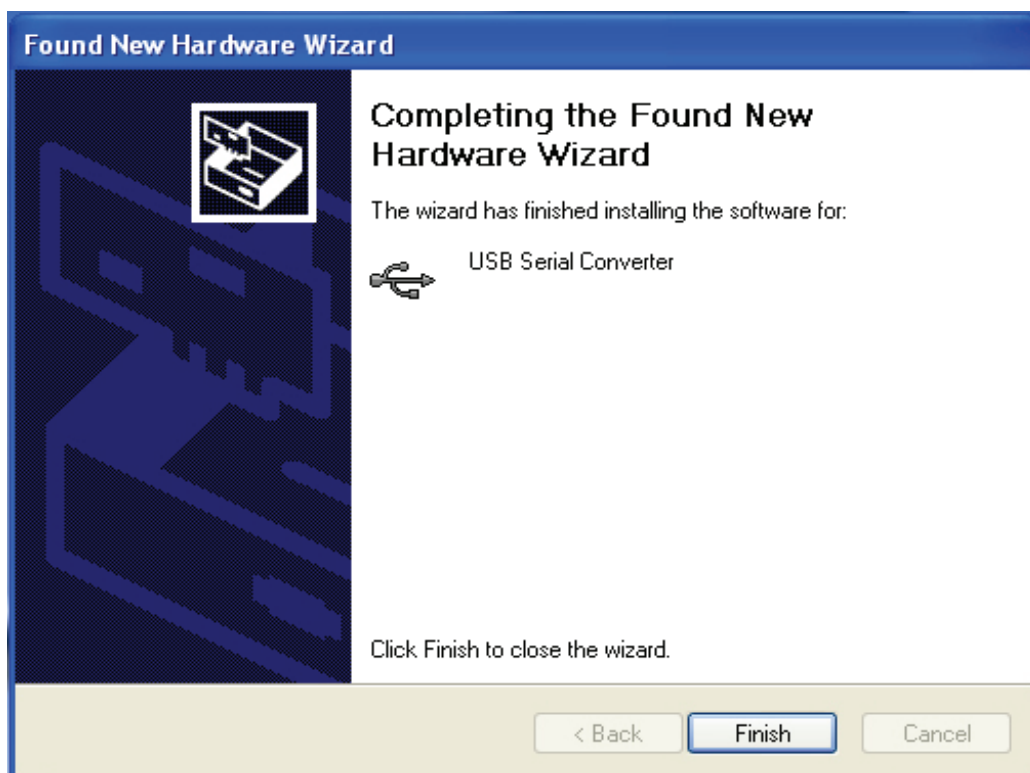 Found New Hardware Wizard
Completing the Found New
Hardware Wizard
The wizard has finished installing the software for:
USB Serial Converter
Click Finish to close the wizard.
< Back
Finish
Cancel